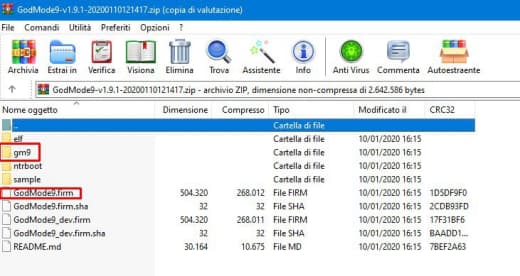 GodMode9-v1.9.1-20200110121417.zip (copia di valutazione)
File Comandi Utilità Preferiti Opzioni ?
Archivia Estrai in Verifica Visiona Elimina Trova Assistente Info Anti Virus Commenta Autoestraente
GodMode9-v1.9.1-20200110121417.zip - archivio ZIP, dimensione non-compressa di 2.642.586 bytes
Nome oggetto Dimensione Compresso Tipo Modificato il CRC32
.. Cartella di file
elf Cartella di file 10/01/2020 16:15
gm9 Cartella di file 10/01/2020 16:15
ntrboot Cartella di file 10/01/2020 16:15
sample Cartella di file 10/01/2020 16:15
GodMode9.firm 504.320 268.012 File FIRM 10/01/2020 16:15 1D5DF9F0
GodMode9.firm.sha 32 32 File SHA 10/01/2020 16:15 2CDB93FD
GodMode9_dev.firm 504.320 268.011 File FIRM 10/01/2020 16:15 17F31BF6
GodMode9_dev.firm.sha 32 32 File SHA 10/01/2020 16:15 BAADD1...
README.md 30.164 10.675 File MD 10/01/2020 16:15 7BEF2A63